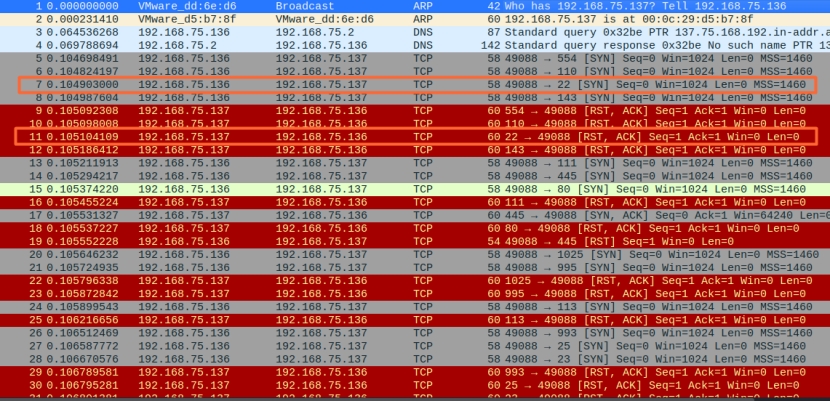 1 0.000000000 VMware_dd:6e:d6 Broadcast ARP 42 Who has 192.168.75.137? Tell 192.168.75.136
2 0.000231410 VMware_d5:b7:8f VMware_dd:6e:d6 ARP 60 192.168.75.137 is at 00:0c:29:d5:b7:8f
3 0.064536268 192.168.75.136 192.168.75.2 DNS 87 Standard query 0x32be PTR 137.75.168.192.in-addr.a
4 0.069788694 192.168.75.2 192.168.75.136 DNS 142 Standard query response 0x32be No such name PTR 13
5 0.104698491 192.168.75.136 192.168.75.137 TCP 58 49088 → 554 [SYN] Seq=0 Win=1024 Len=0 MSS=1460
6 0.104824197 192.168.75.136 192.168.75.137 TCP 58 49088 → 110 [SYN] Seq=0 Win=1024 Len=0 MSS=1460
7 0.104903000 192.168.75.136 192.168.75.137 TCP 58 49088 → 22 [SYN] Seq=0 Win=1024 Len=0 MSS=1460
8 0.104987604 192.168.75.136 192.168.75.137 TCP 58 49088 → 143 [SYN] Seq=0 Win=1024 Len=0 MSS=1460
9 0.105092308 192.168.75.137 192.168.75.136 TCP 60 554 → 49088 [RST, ACK] Seq=1 Ack=1 Win=0 Len=0
10 0.105098008 192.168.75.137 192.168.75.136 TCP 60 110 → 49088 [RST, ACK] Seq=1 Ack=1 Win=0 Len=0
11 0.105104109 192.168.75.137 192.168.75.136 TCP 60 22 → 49088 [RST, ACK] Seq=1 Ack=1 Win=0 Len=0
12 0.105186412 192.168.75.137 192.168.75.136 TCP 60 143 → 49088 [RST, ACK] Seq=1 Ack=1 Win=0 Len=0
13 0.105211913 192.168.75.136 192.168.75.137 TCP 58 49088 → 111 [SYN] Seq=0 Win=1024 Len=0 MSS=1460
14 0.105294217 192.168.75.136 192.168.75.137 TCP 58 49088 → 445 [SYN] Seq=0 Win=1024 Len=0 MSS=1460
15 0.105374220 192.168.75.136 192.168.75.137 TCP 58 49088 → 80 [SYN] Seq=0 Win=1024 Len=0 MSS=1460
16 0.105455224 192.168.75.137 192.168.75.136 TCP 60 111 → 49088 [RST, ACK] Seq=1 Ack=1 Win=0 Len=0
17 0.105531327 192.168.75.137 192.168.75.136 TCP 60 445 → 49088 [SYN, ACK] Seq=0 Ack=1 Win=64240 Len=0
18 0.105537227 192.168.75.137 192.168.75.136 TCP 60 80 → 49088 [RST, ACK] Seq=1 Ack=1 Win=0 Len=0
19 0.105552228 192.168.75.136 192.168.75.137 TCP 54 49088 → 445 [RST] Seq=1 Win=0 Len=0
20 0.105646232 192.168.75.136 192.168.75.137 TCP 58 49088 → 1025 [SYN] Seq=0 Win=1024 Len=0 MSS=1460
21 0.105724935 192.168.75.136 192.168.75.137 TCP 58 49088 → 995 [SYN] Seq=0 Win=1024 Len=0 MSS=1460
22 0.105796338 192.168.75.137 192.168.75.136 TCP 60 1025 → 49088 [RST, ACK] Seq=1 Ack=1 Win=0 Len=0
23 0.105872842 192.168.75.137 192.168.75.136 TCP 60 995 → 49088 [RST, ACK] Seq=1 Ack=1 Win=0 Len=0
24 0.105899543 192.168.75.136 192.168.75.137 TCP 58 49088 → 113 [SYN] Seq=0 Win=1024 Len=0 MSS=1460
25 0.106216656 192.168.75.137 192.168.75.136 TCP 60 113 → 49088 [RST, ACK] Seq=1 Ack=1 Win=0 Len=0
26 0.106512469 192.168.75.136 192.168.75.137 TCP 58 49088 → 993 [SYN] Seq=0 Win=1024 Len=0 MSS=1460
27 0.106587772 192.168.75.136 192.168.75.137 TCP 58 49088 → 25 [SYN] Seq=0 Win=1024 Len=0 MSS=1460
28 0.106670576 192.168.75.136 192.168.75.137 TCP 58 49088 → 23 [SYN] Seq=0 Win=1024 Len=0 MSS=1460
29 0.106789581 192.168.75.137 192.168.75.136 TCP 60 993 → 49088 [RST, ACK] Seq=1 Ack=1 Win=0 Len=0
30 0.106795281 192.168.75.137 192.168.75.136 TCP 60 25 → 49088 [RST, ACK] Seq=1 Ack=1 Win=0 Len=0